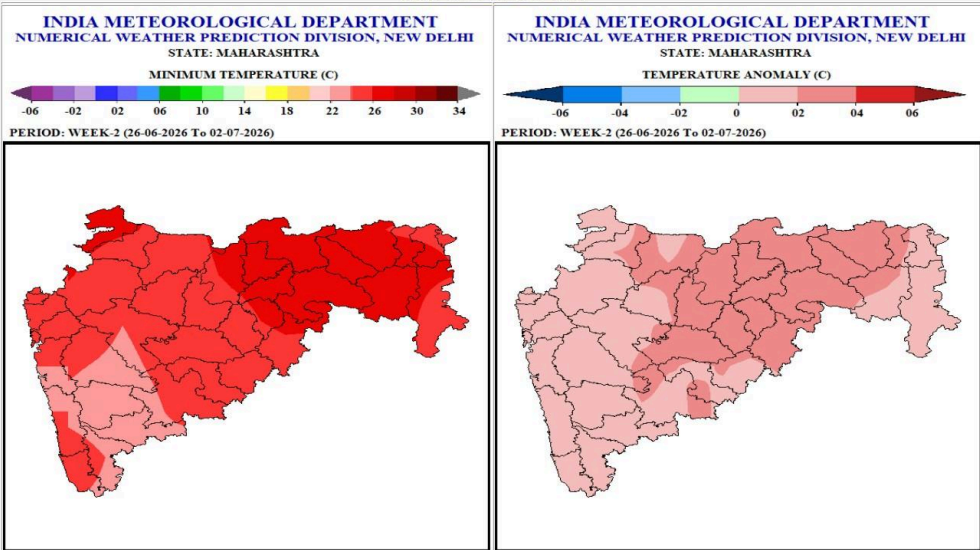 INDIA METEOROLOGICAL DEPARTMENT
NUMERICAL WEATHER PREDICTION DIVISION, NEW DELHI
STATE: MAHARASHTRA
MINIMUM TEMPERATURE (C)
-06 -02 02 06 10 14 18 22 26 30 34
PERIOD: WEEK-2 (26-06-2026 To 02-07-2026)
INDIA METEOROLOGICAL DEPARTMENT
NUMERICAL WEATHER PREDICTION DIVISION, NEW DELHI
STATE: MAHARASHTRA
TEMPERATURE ANOMALY (C)
-06 -04 -02 0 02 04 06
PERIOD: WEEK-2 (26-06-2026 To 02-07-2026)